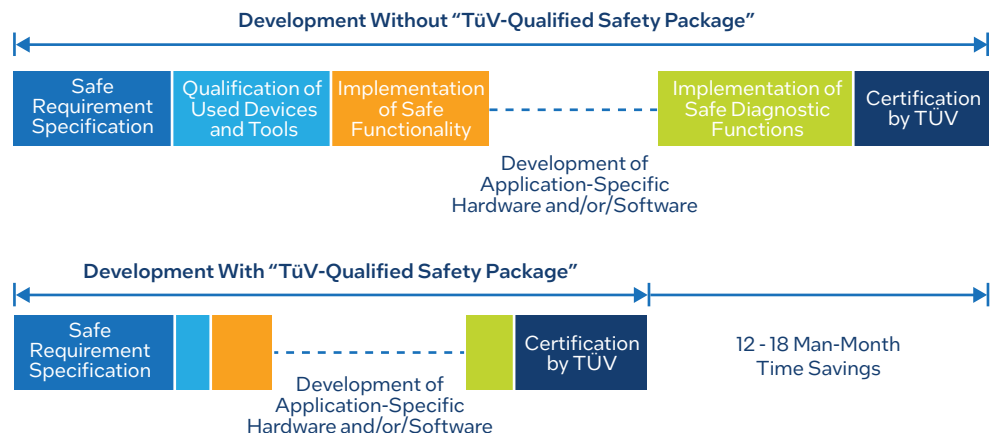 Development Without “TüV-Qualified Safety Package”
Safe
Requirement
Specification
Qualification of
Used Devices
and Tools
Implementation
of Safe
Functionality
Development of
Application-Specific
Hardware and/or/Software
Implementation of
Safe Diagnostic
Functions
Certification
by TÜV
Development With “TüV-Qualified Safety Package”
Safe
Requirement
Specification
Development of
Application-Specific
Hardware and/or/Software
Certification
by TÜV
12 - 18 Man-Month
Time Savings